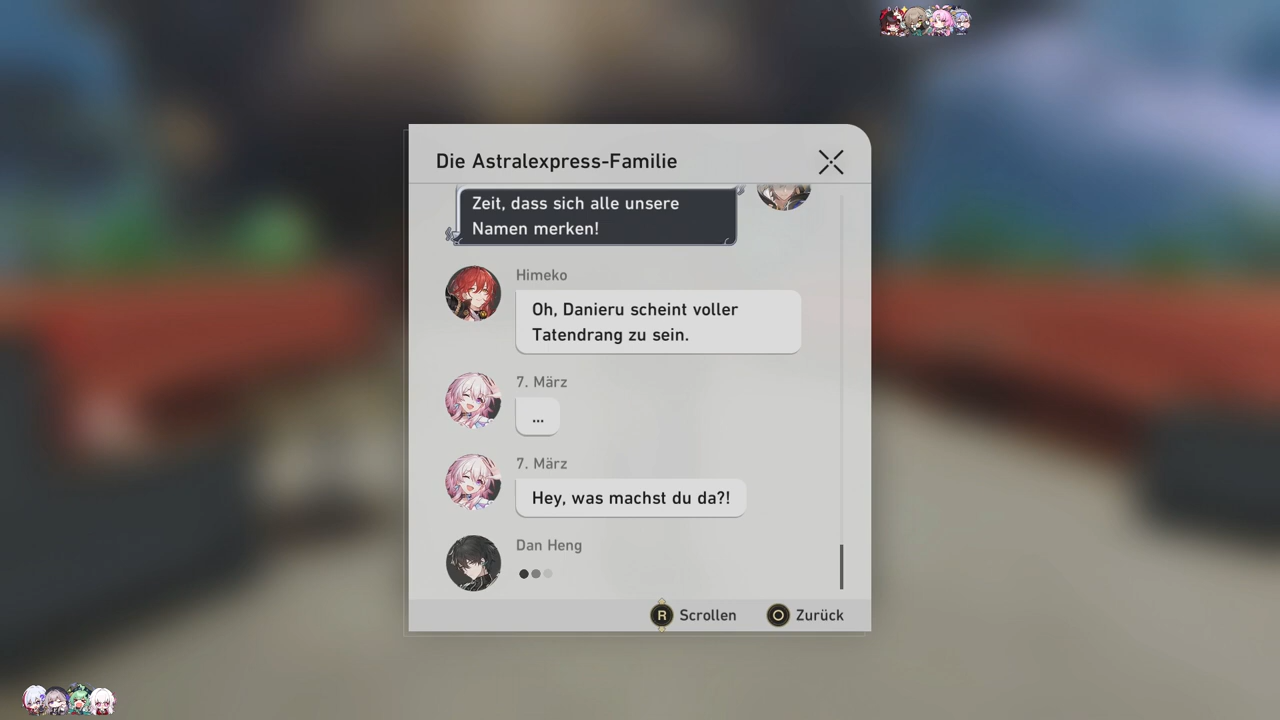 Die Astralexpress-Familie
Zeit, dass sich alle unsere
Namen merken!
Himeko
Oh, Danieru scheint voller
Tatendrang zu sein.
7. März
...
7. März
Hey, was machst du da?!
Dan Heng
R Scrollen
Zurück